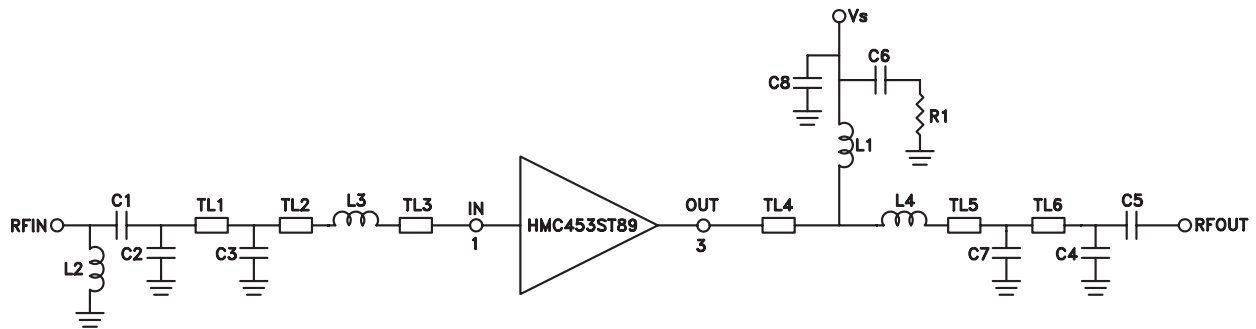 Vs
C6
C8
R1
L1
RFIN
C1
TL1
TL2
L3
TL3
IN
HMC453ST89
OUT
TL4
L4
TL5
TL6
C5
RFOUT
L2
C2
C3
1
3
C7
C4